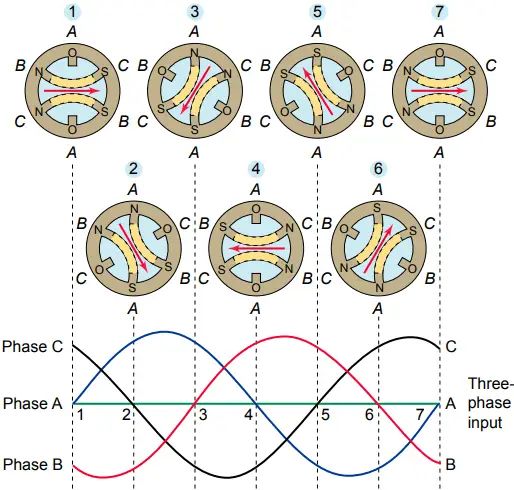 1 3 5 7
A A A A
O N S O
B C B C B C B C
N S O N S O N S
N S S O O N N S
C B C B C B C B
O S N O
A A A A
2 4 6
A A A
N O S
B C B C B C
N O S N O S
O S S N N O
C B C B C B
S O N
A A A
Phase C C
Phase A 1 2 3 4 5 6 7 A
Phase B B
Three-
phase
input